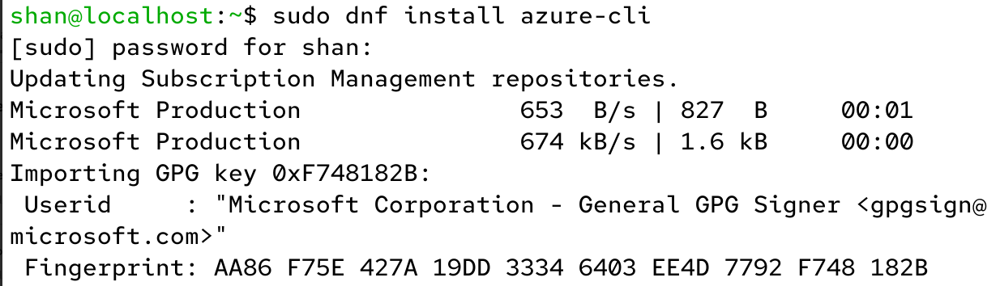 shan@localhost:~$ sudo dnf install azure-cli
[sudo] password for shan:
Updating Subscription Management repositories.
Microsoft Production               653  B/s | 827  B     00:01
Microsoft Production               674 kB/s | 1.6 kB     00:00
Importing GPG key 0xF748182B:
 Userid     : "Microsoft Corporation - General GPG Signer <gpgsign@
microsoft.com>"
 Fingerprint: AA86 F75E 427A 19DD 3334 6403 EE4D 7792 F748 182B